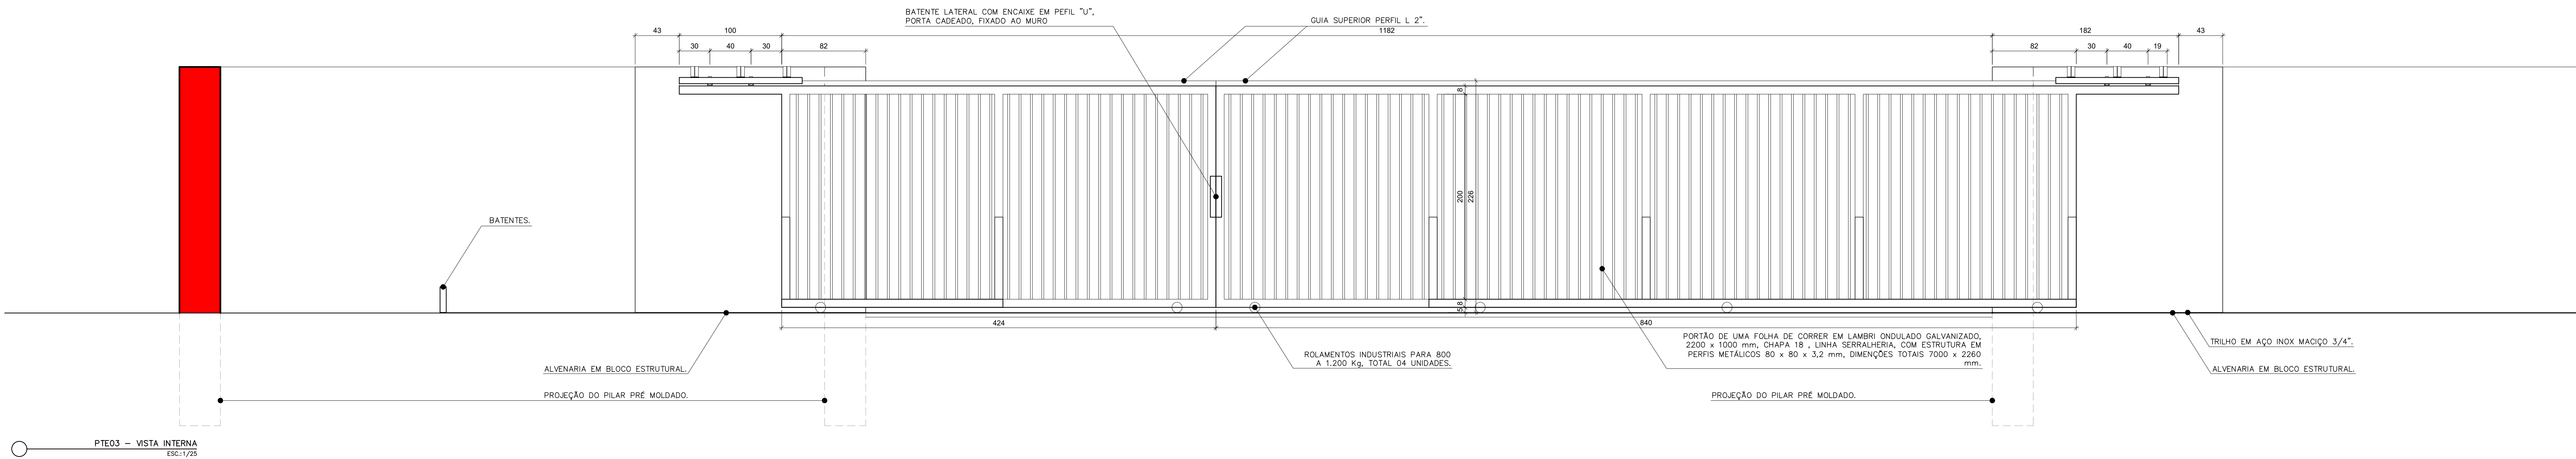 BATENTE LATERAL COM ENCAIXE EM PEFIL "U",
PORTA CADEADO, FIXADO AO MURO
GUIA SUPERIOR PERFIL L 2".
43
100
1182
182
43
30
40
30
82
82
30
40
19
8
200
226
5,8
BATENTES.
424
840
ALVENARIA EM BLOCO ESTRUTURAL.
PROJEÇÃO DO PILAR PRÉ MOLDADO.
ROLAMENTOS INDUSTRIAIS PARA 800
A 1.200 Kg, TOTAL 04 UNIDADES.
PORTÃO DE UMA FOLHA DE CORRER EM LAMBRI ONDULADO GALVANIZADO,
2200 x 1000 mm, CHAPA 18 , LINHA SERRALHERIA, COM ESTRUTURA EM
PERFIS METÁLICOS 80 x 80 x 3,2 mm, DIMENÇÕES TOTAIS 7000 x 2260
mm.
PROJEÇÃO DO PILAR PRÉ MOLDADO.
TRILHO EM AÇO INOX MACIÇO 3/4".
ALVENARIA EM BLOCO ESTRUTURAL.
PTE03 – VISTA INTERNA
ESC.:1/25